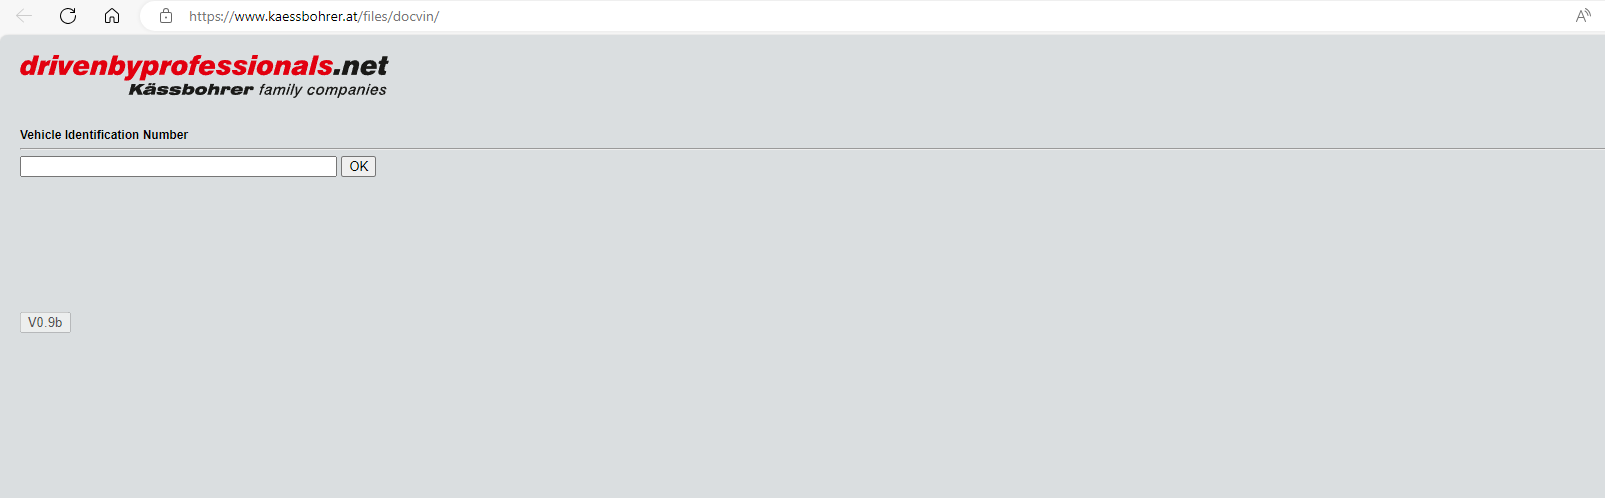 https://www.kaessbohrer.at/files/docvin/
A
drivenbyprofessionals.net
Kässbohrer family companies
Vehicle Identification Number
OK
V0.9b